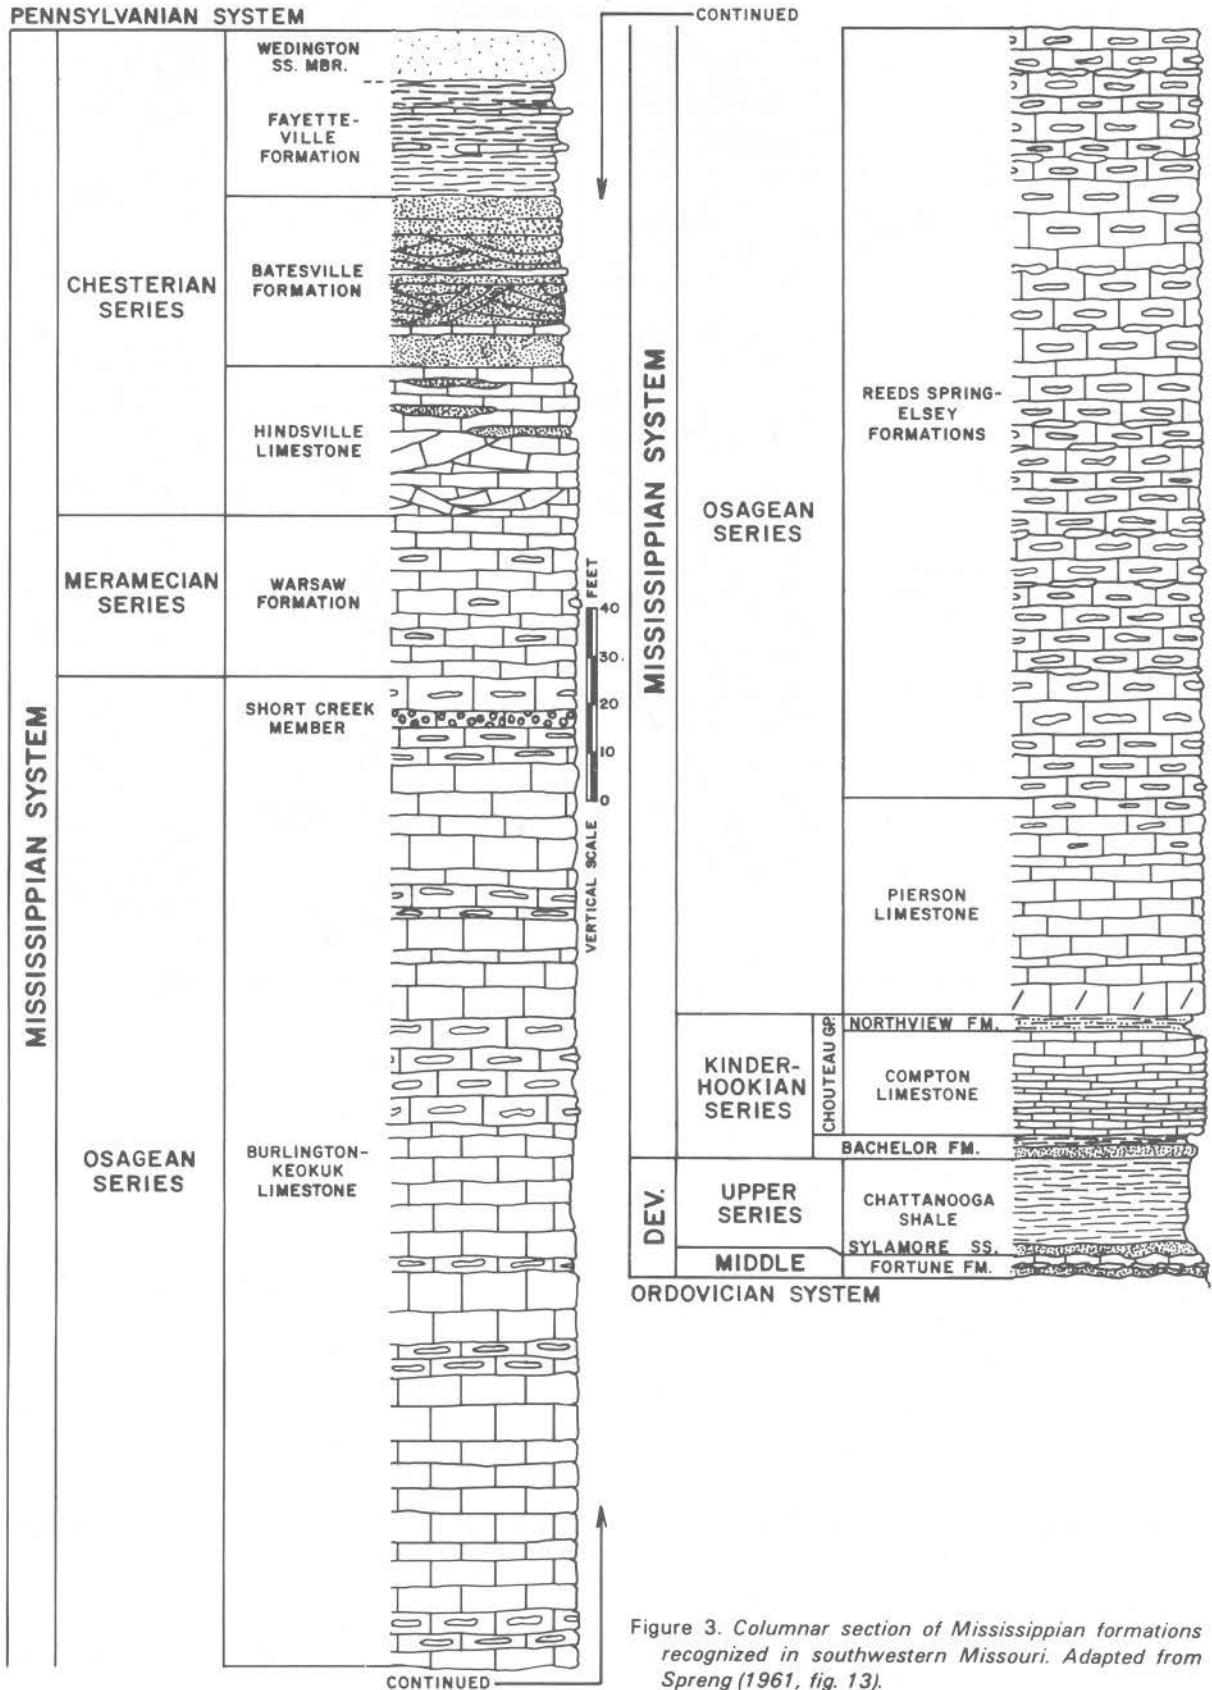 PENNSYLVANIAN SYSTEM
MISSISSIPPIAN SYSTEM
CHESTERIAN
SERIES
WEDINGTON
SS. MBR.
FAYETTE-
VILLE
FORMATION
BATESVILLE
FORMATION
HINDSVILLE
LIMESTONE
MERAMECIAN
SERIES
WARSAW
FORMATION
OSAGEAN
SERIES
SHORT CREEK
MEMBER
BURLINGTON-
KEOKUK
LIMESTONE
FEET
40
30
20
10
0
VERTICAL SCALE
CONTINUED
CONTINUED
MISSISSIPPIAN SYSTEM
OSAGEAN
SERIES
REEDS SPRING-
ELSEY
FORMATIONS
PIERSON
LIMESTONE
KINDER-
HOOKIAN
SERIES
CHOUTEAU GP.
NORTHVIEW FM.
COMPTON
LIMESTONE
BACHELOR FM.
DEV.
UPPER
SERIES
CHATTANOOGA
SHALE
SYLAMORE SS.
MIDDLE
FORTUNE FM.
ORDOVICIAN SYSTEM
Figure 3. Columnar section of Mississippian formations
recognized in southwestern Missouri. Adapted from
Spreng (1961, fig. 13).